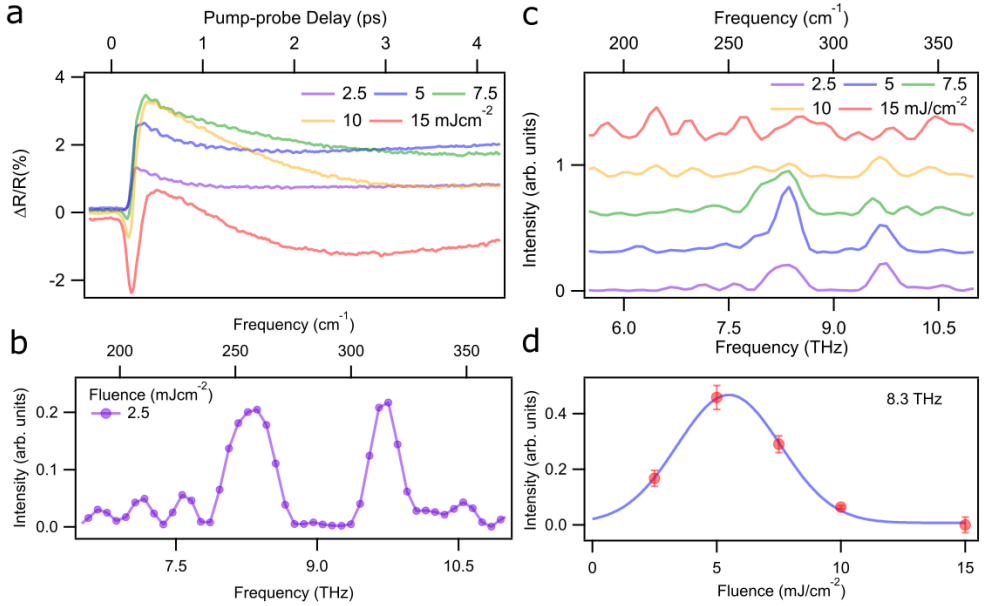 a
Pump-probe Delay (ps)
0 1 2 3 4
4
2
0
-2
ΔR/R(%)
2.5 5 7.5
10 15 mJcm⁻²
b
Frequency (cm⁻¹)
200 250 300 350
Fluence (mJcm⁻²)
2.5
0.2
0.1
0.0
Intensity (arb. units)
7.5 9.0 10.5
Frequency (THz)
c
Frequency (cm⁻¹)
200 250 300 350
2.5 5 7.5
10 15 mJ/cm⁻²
1
0
Intensity (arb. units)
6.0 7.5 9.0 10.5
Frequency (THz)
d
8.3 THz
0.4
0.2
0.0
Intensity (arb. units)
0 5 10 15
Fluence (mJ/cm⁻²)